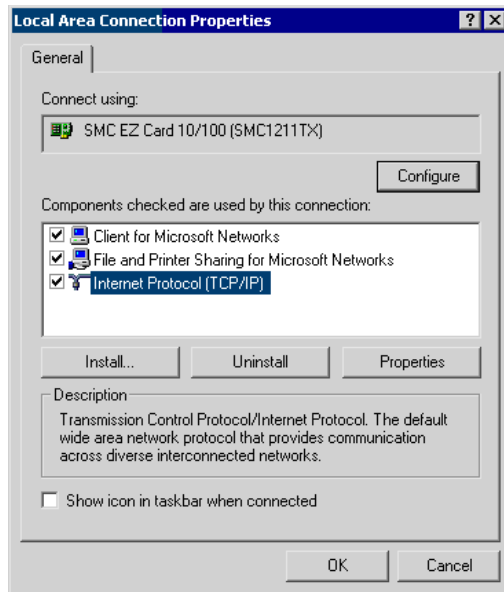 Local Area Connection Properties
General
Connect using:
SMC EZ Card 10/100 (SMC1211TX)
Configure
Components checked are used by this connection:
Client for Microsoft Networks
File and Printer Sharing for Microsoft Networks
Internet Protocol (TCP/IP)
Install... Uninstall Properties
Description
Transmission Control Protocol/Internet Protocol. The default
wide area network protocol that provides communication
across diverse interconnected networks.
Show icon in taskbar when connected
OK Cancel